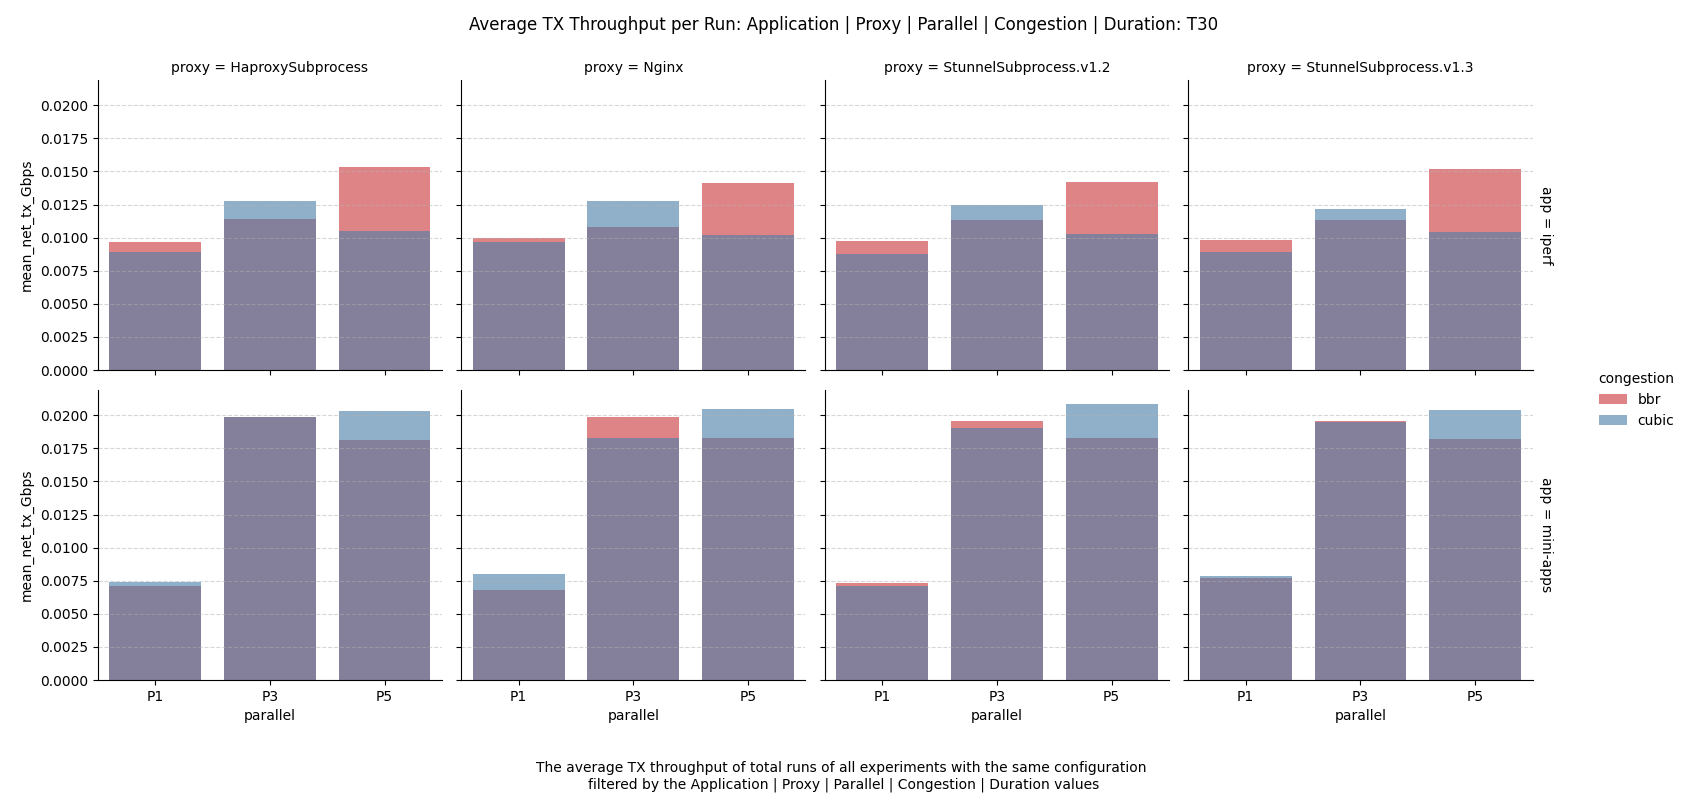 Average TX Throughput per Run: Application | Proxy | Parallel | Congestion | Duration: T30
proxy = HaproxySubprocess
proxy = Nginx
proxy = StunnelSubprocess.v1.2
proxy = StunnelSubprocess.v1.3
mean_net_tx_Gbps
0.0200
0.0175
0.0150
0.0125
0.0100
0.0075
0.0050
0.0025
0.0000
app = iperf
mean_net_tx_Gbps
0.0200
0.0175
0.0150
0.0125
0.0100
0.0075
0.0050
0.0025
0.0000
app = mini-apps
P1 P3 P5
parallel
P1 P3 P5
parallel
P1 P3 P5
parallel
P1 P3 P5
parallel
congestion
bbr
cubic
The average TX throughput of total runs of all experiments with the same configuration
filtered by the Application | Proxy | Parallel | Congestion | Duration values